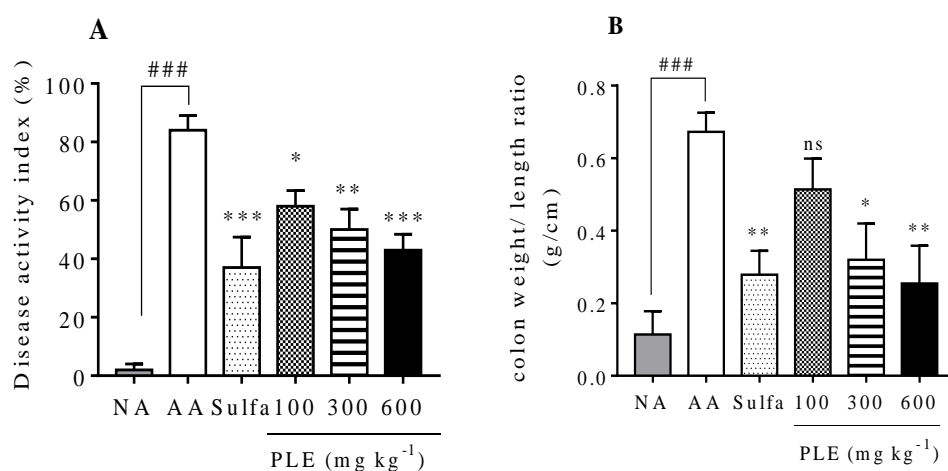 A
Disease activity index (%)
###
100
80
60
40
20
0
***
*
**
***
NA AA Sulfa 100 300 600
PLE (mg kg⁻¹)
B
colon weight/length ratio
(g/cm)
###
0.8
0.6
0.4
0.2
0.0
**
ns
*
**
NA AA Sulfa 100 300 600
PLE (mg kg⁻¹)